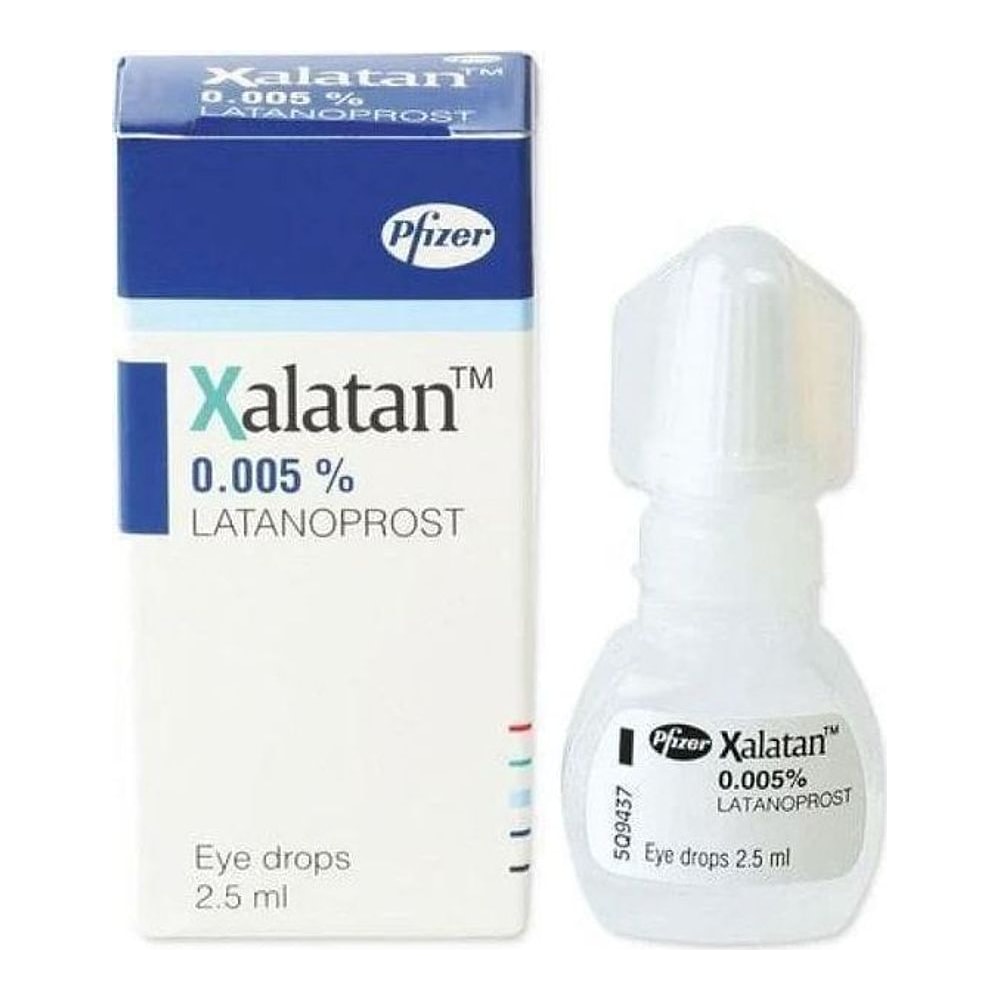 Xalatan™
0.005 %
LATANOPROST
Pfizer
Xalatan™
0.005 %
LATANOPROST
Eye drops
2.5 ml
Pfizer Xalatan™
0.005%
LATANOPROST
Eye drops 2.5 ml
5Q9437